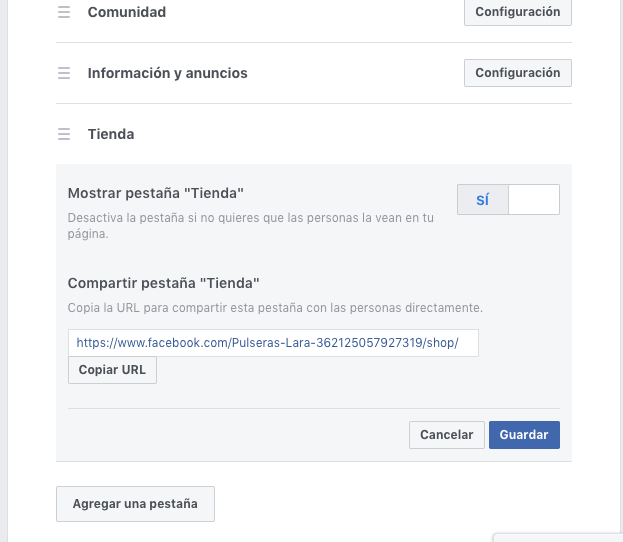 Comunidad
Configuración
Información y anuncios
Configuración
Tienda
Mostrar pestaña "Tienda"
SÍ
Desactiva la pestaña si no quieres que las personas la vean en tu
página.
Compartir pestaña "Tienda"
Copia la URL para compartir esta pestaña con las personas directamente.
https://www.facebook.com/Pulseras-Lara-362125057927319/shop/
Copiar URL
Cancelar
Guardar
Agregar una pestaña